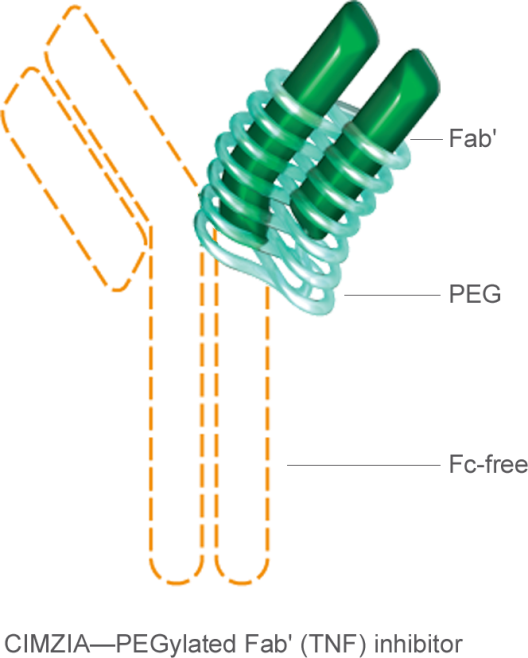 Fab'
PEG
Fc-free
CIMZIA—PEGylated Fab' (TNF) inhibitor